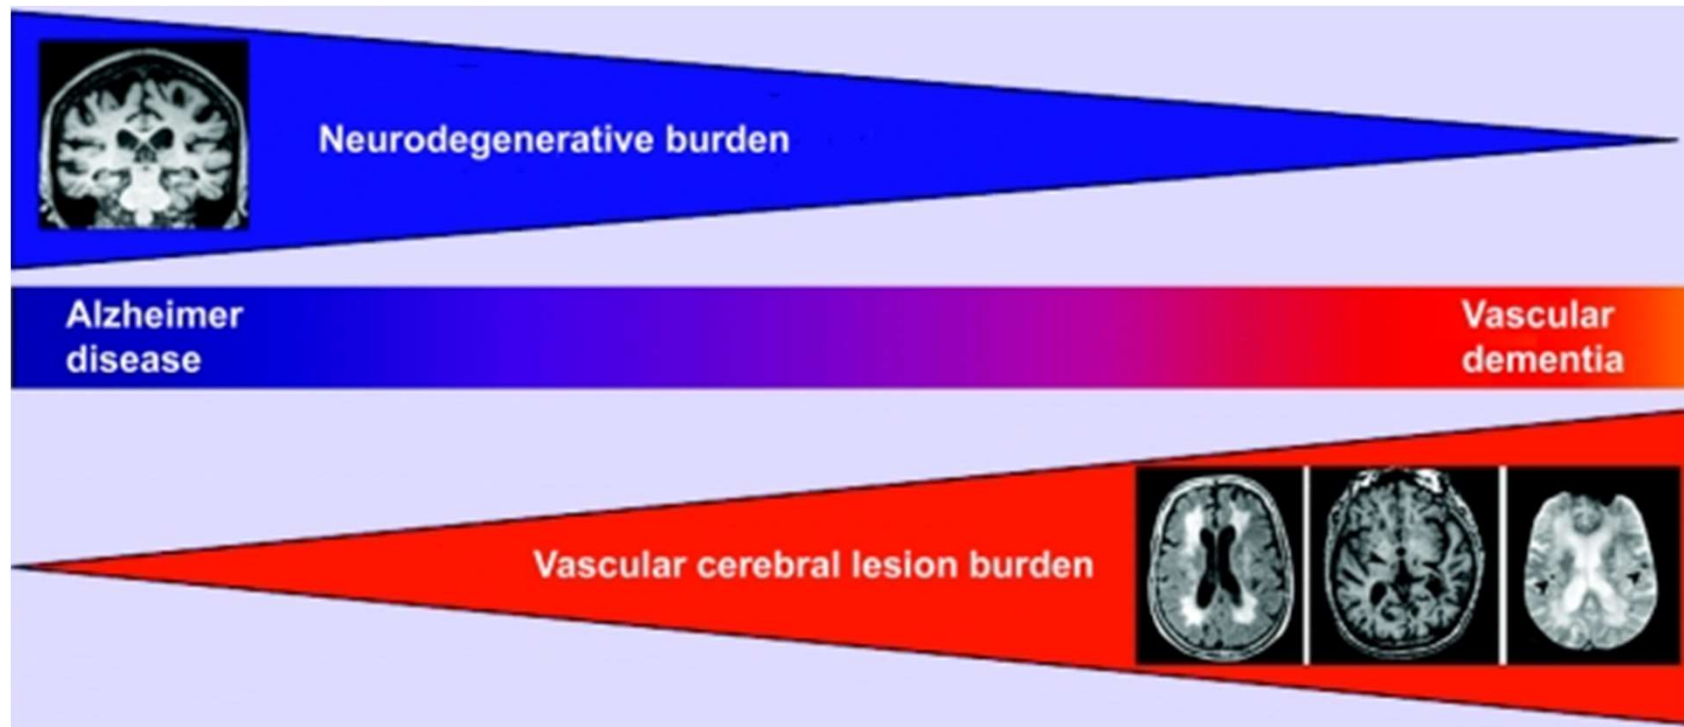 Neurodegenerative burden
Alzheimer
disease
Vascular
dementia
Vascular cerebral lesion burden